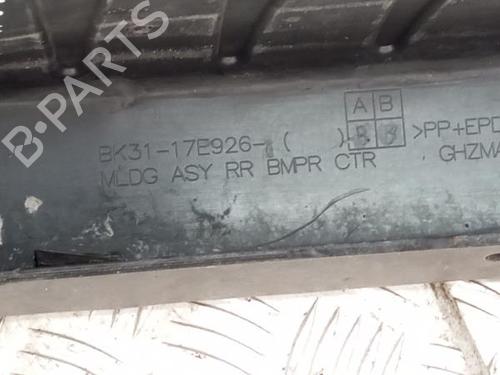 B-PARTS
A B
BK31-17E926- ( ) >PP+EPD
MLDG ASY RR BMPR CTR GHZMA